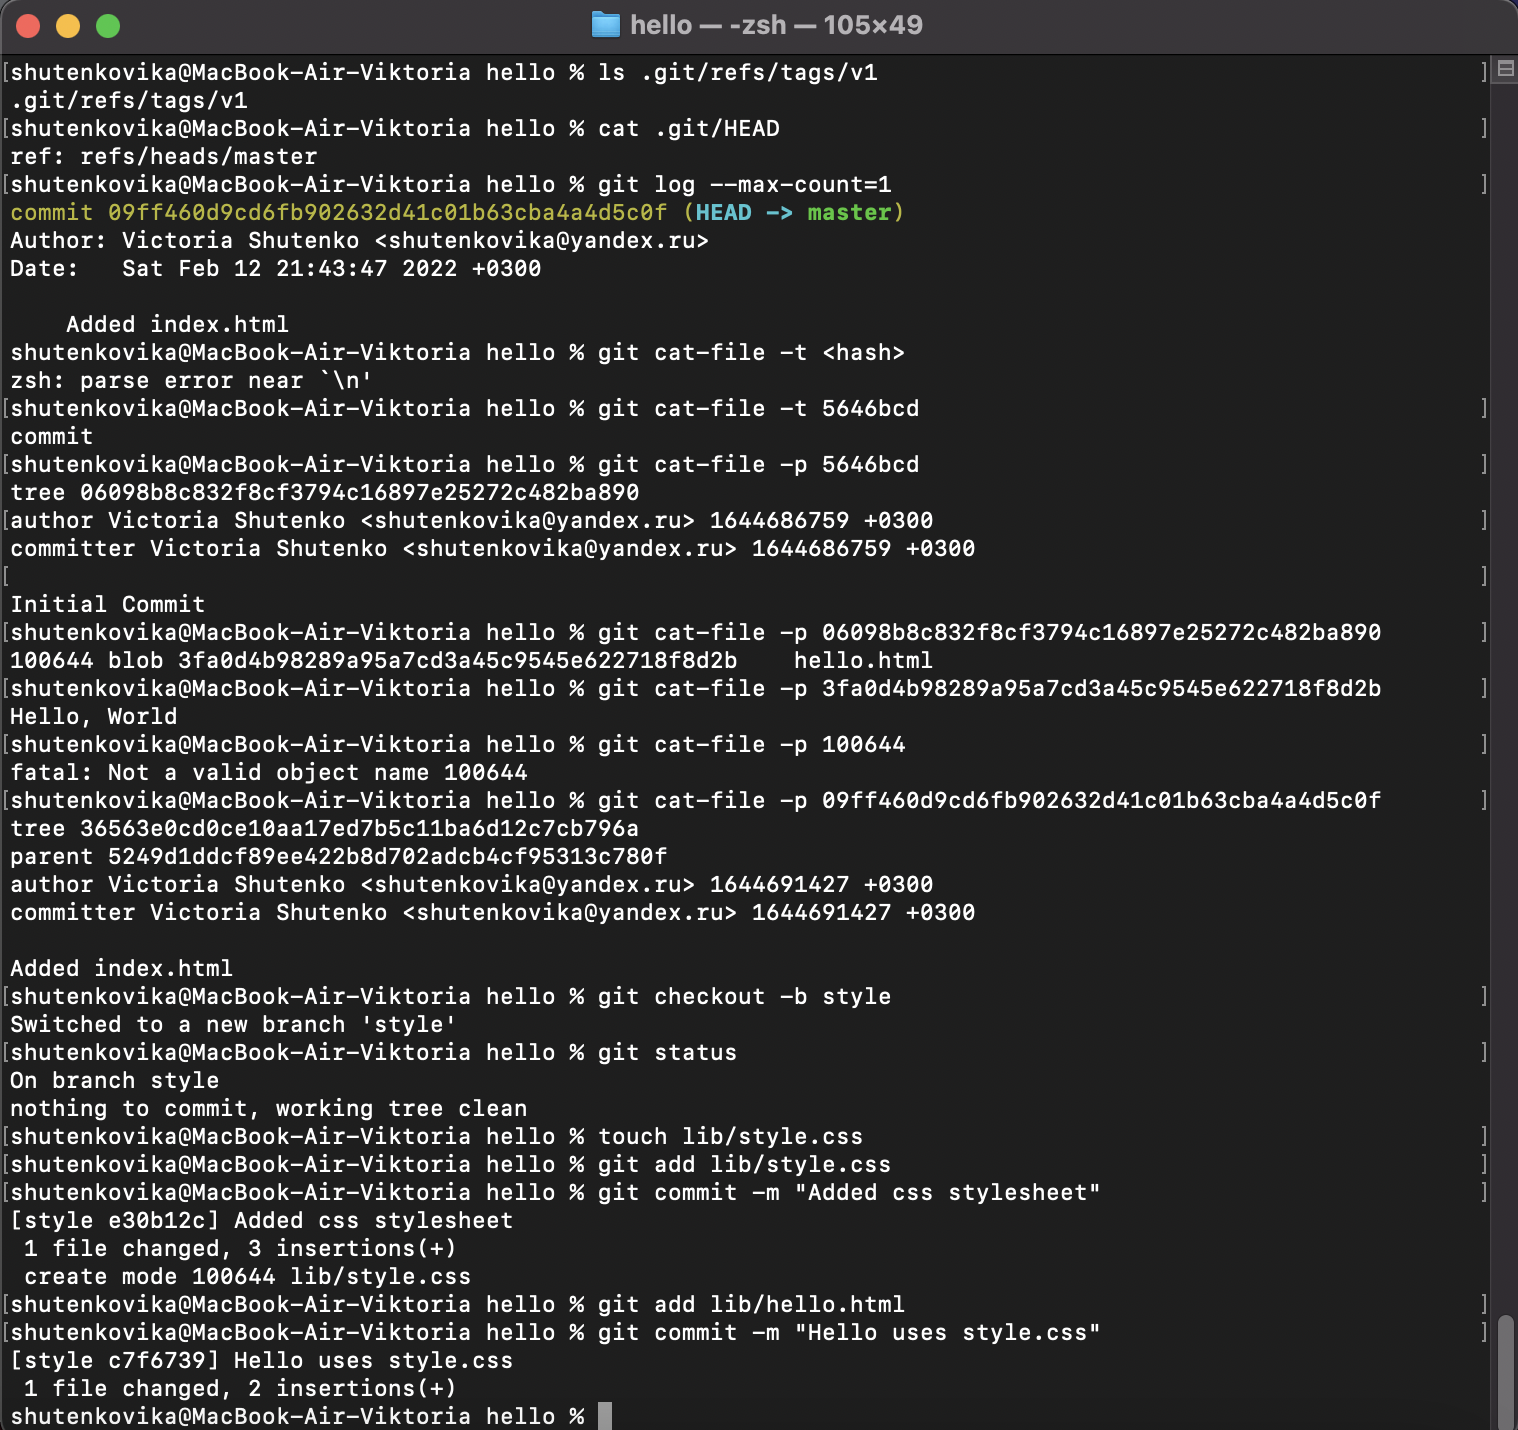 hello — -zsh — 105×49
shutenkovika@MacBook-Air-Viktoria hello % ls .git/refs/tags/v1
.git/refs/tags/v1
shutenkovika@MacBook-Air-Viktoria hello % cat .git/HEAD
ref: refs/heads/master
shutenkovika@MacBook-Air-Viktoria hello % git log --max-count=1
commit 09ff460d9cd6fb902632d41c01b63cba4a4d5c0f (HEAD -> master)
Author: Victoria Shutenko <shutenkovika@yandex.ru>
Date:   Sat Feb 12 21:43:47 2022 +0300
    Added index.html
shutenkovika@MacBook-Air-Viktoria hello % git cat-file -t <hash>
zsh: parse error near `\n'
shutenkovika@MacBook-Air-Viktoria hello % git cat-file -t 5646bcd
commit
shutenkovika@MacBook-Air-Viktoria hello % git cat-file -p 5646bcd
tree 06098b8c832f8cf3794c16897e25272c482ba890
author Victoria Shutenko <shutenkovika@yandex.ru> 1644686759 +0300
committer Victoria Shutenko <shutenkovika@yandex.ru> 1644686759 +0300
Initial Commit
shutenkovika@MacBook-Air-Viktoria hello % git cat-file -p 06098b8c832f8cf3794c16897e25272c482ba890
100644 blob 3fa0d4b98289a95a7cd3a45c9545e622718f8d2b    hello.html
shutenkovika@MacBook-Air-Viktoria hello % git cat-file -p 3fa0d4b98289a95a7cd3a45c9545e622718f8d2b
Hello, World
shutenkovika@MacBook-Air-Viktoria hello % git cat-file -p 100644
fatal: Not a valid object name 100644
shutenkovika@MacBook-Air-Viktoria hello % git cat-file -p 09ff460d9cd6fb902632d41c01b63cba4a4d5c0f
tree 36563e0cd0ce10aa17ed7b5c11ba6d12c7cb796a
parent 5249d1ddcf89ee422b8d702adcb4cf95313c780f
author Victoria Shutenko <shutenkovika@yandex.ru> 1644691427 +0300
committer Victoria Shutenko <shutenkovika@yandex.ru> 1644691427 +0300
Added index.html
shutenkovika@MacBook-Air-Viktoria hello % git checkout -b style
Switched to a new branch 'style'
shutenkovika@MacBook-Air-Viktoria hello % git status
On branch style
nothing to commit, working tree clean
shutenkovika@MacBook-Air-Viktoria hello % touch lib/style.css
shutenkovika@MacBook-Air-Viktoria hello % git add lib/style.css
shutenkovika@MacBook-Air-Viktoria hello % git commit -m "Added css stylesheet"
[style e30b12c] Added css stylesheet
 1 file changed, 3 insertions(+)
 create mode 100644 lib/style.css
shutenkovika@MacBook-Air-Viktoria hello % git add lib/hello.html
shutenkovika@MacBook-Air-Viktoria hello % git commit -m "Hello uses style.css"
[style c7f6739] Hello uses style.css
 1 file changed, 2 insertions(+)
shutenkovika@MacBook-Air-Viktoria hello %